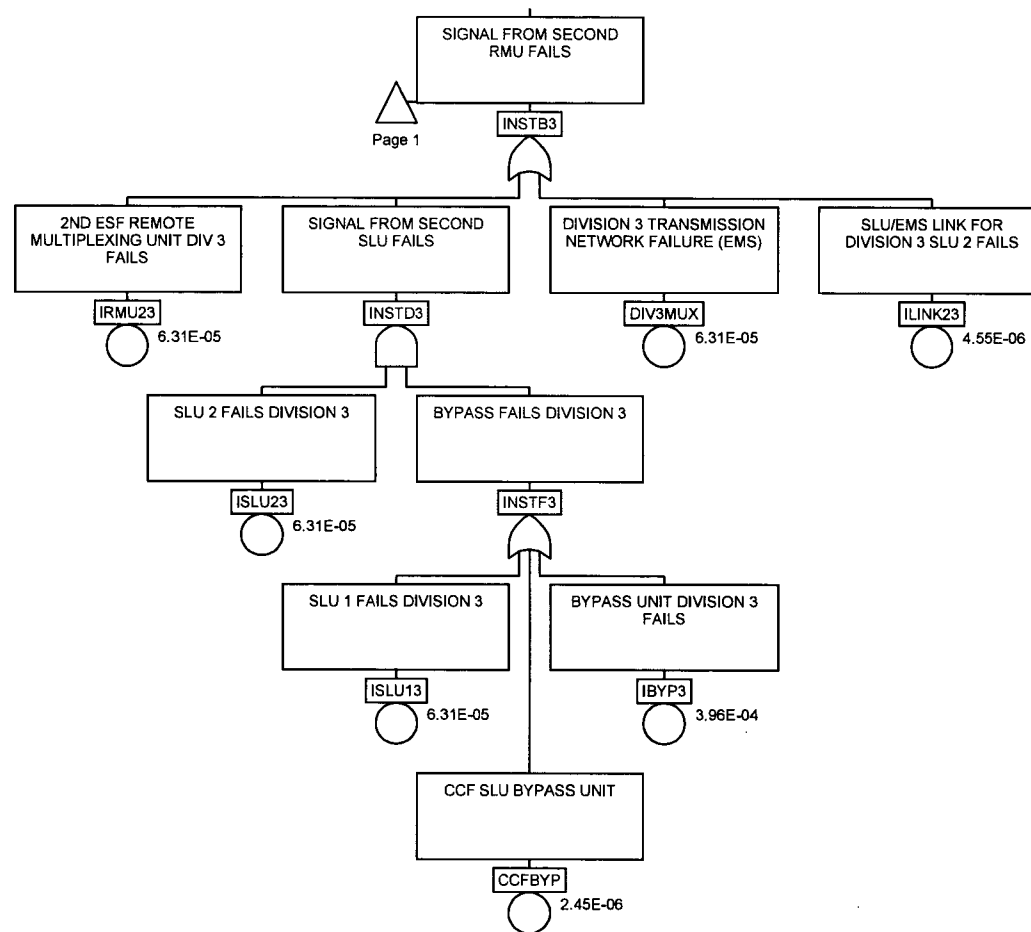 SIGNAL FROM SECOND
RMU FAILS
Page 1
INSTB3
2ND ESF REMOTE
MULTIPLEXING UNIT DIV 3
FAILS
SIGNAL FROM SECOND
SLU FAILS
DIVISION 3 TRANSMISSION
NETWORK FAILURE (EMS)
SLU/EMS LINK FOR
DIVISION 3 SLU 2 FAILS
IRMU23
6.31E-05
INSTD3
DIV3MUX
6.31E-05
ILINK23
4.55E-06
SLU 2 FAILS DIVISION 3
BYPASS FAILS DIVISION 3
ISLU23
6.31E-05
INSTF3
SLU 1 FAILS DIVISION 3
BYPASS UNIT DIVISION 3
FAILS
ISLU13
6.31E-05
IBYP3
3.96E-04
CCF SLU BYPASS UNIT
CCFBYP
2.45E-06